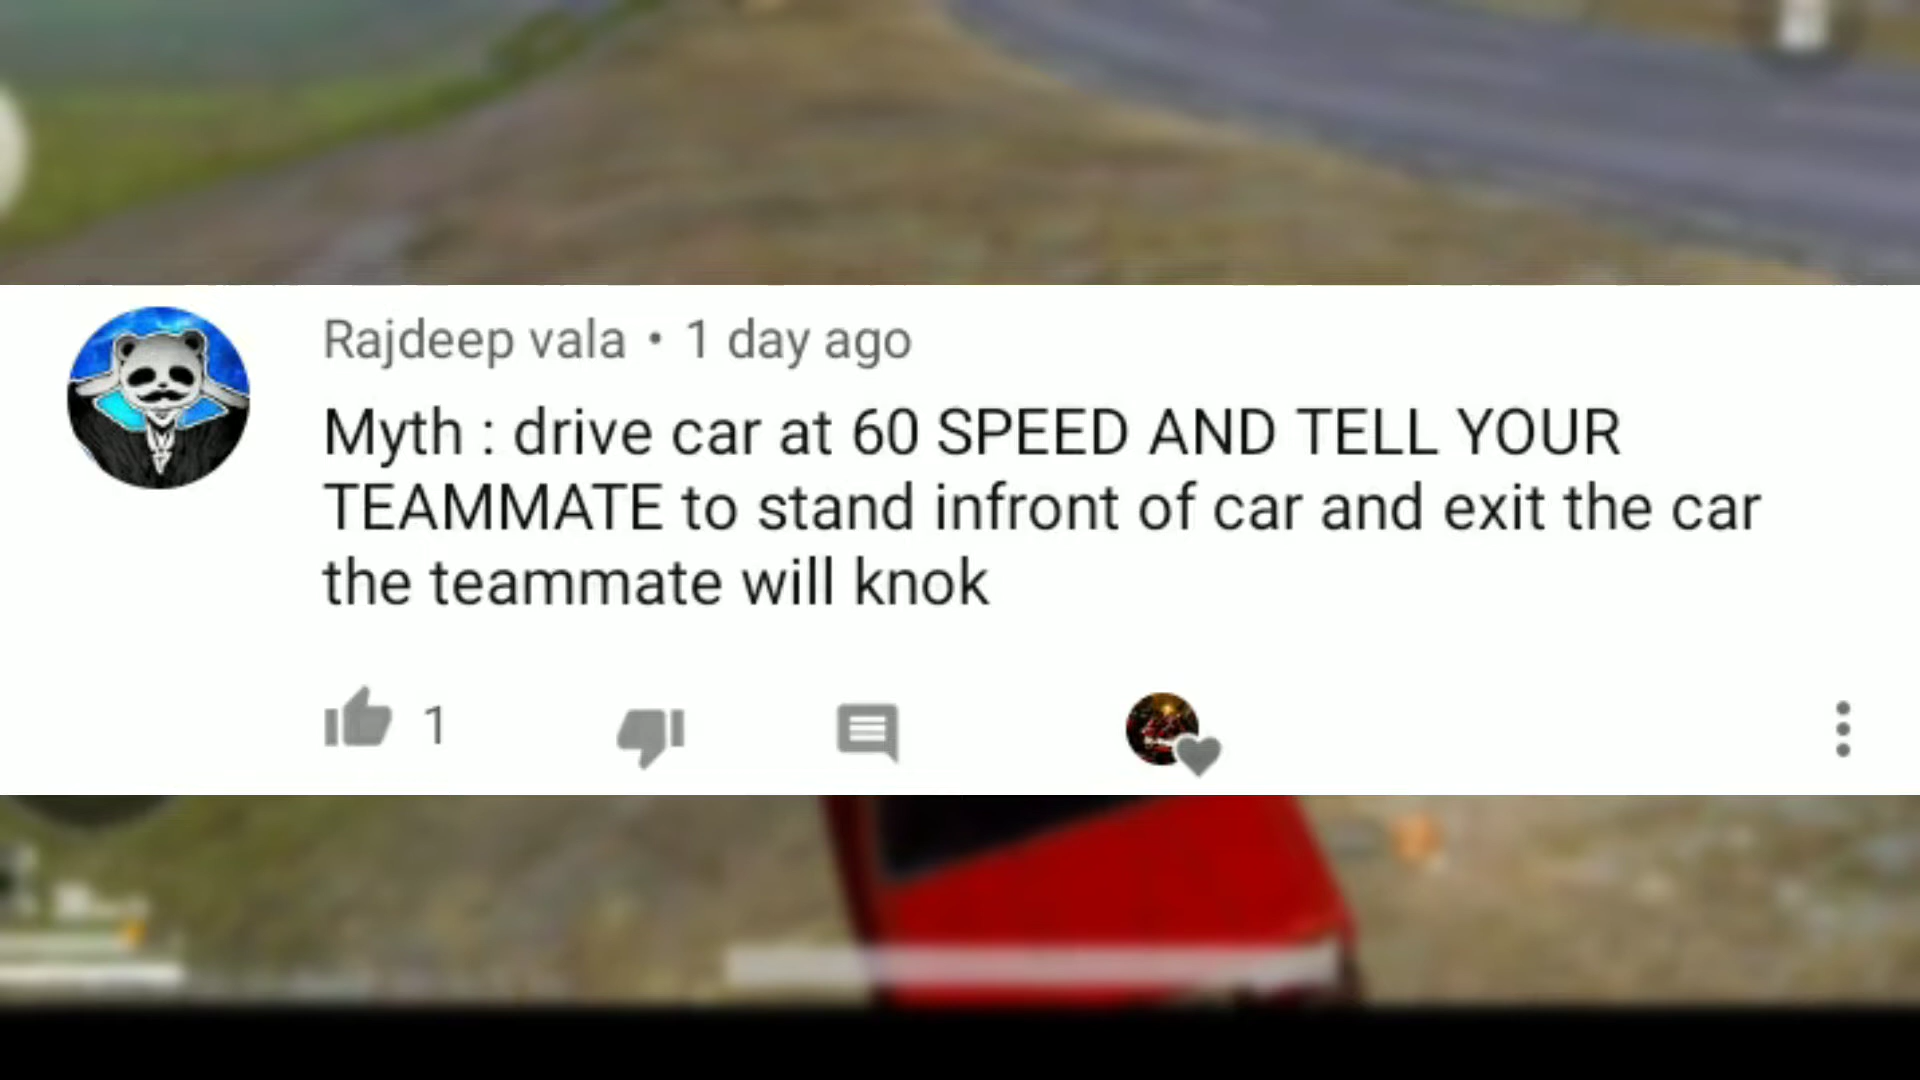 Rajdeep vala • 1 day ago
Myth : drive car at 60 SPEED AND TELL YOUR
TEAMMATE to stand infront of car and exit the car
the teammate will knok
1